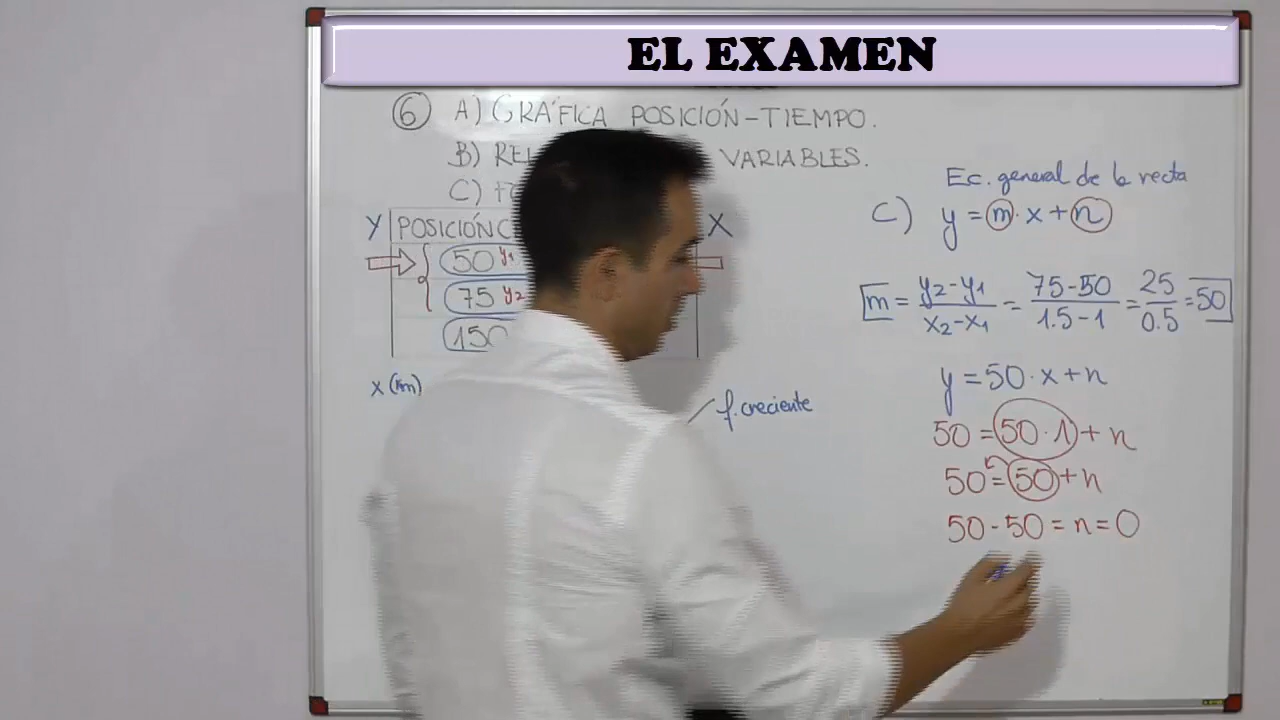 EL EXAMEN
6 A) GRÁFICA POSICIÓN-TIEMPO.
B) VARIABLES.
C)
Y POSICIÓN X
50 y1
75 y2
150
x (Km)
f. creciente
Ec. general de la recta
C) y = m · x + n
m = y2-y1 / x2-x1 = 75-50 / 1.5-1 = 25 / 0.5 = 50
y = 50 · x + n
50 = 50 · 1 + n
50 = 50 + n
50 - 50 = n = 0